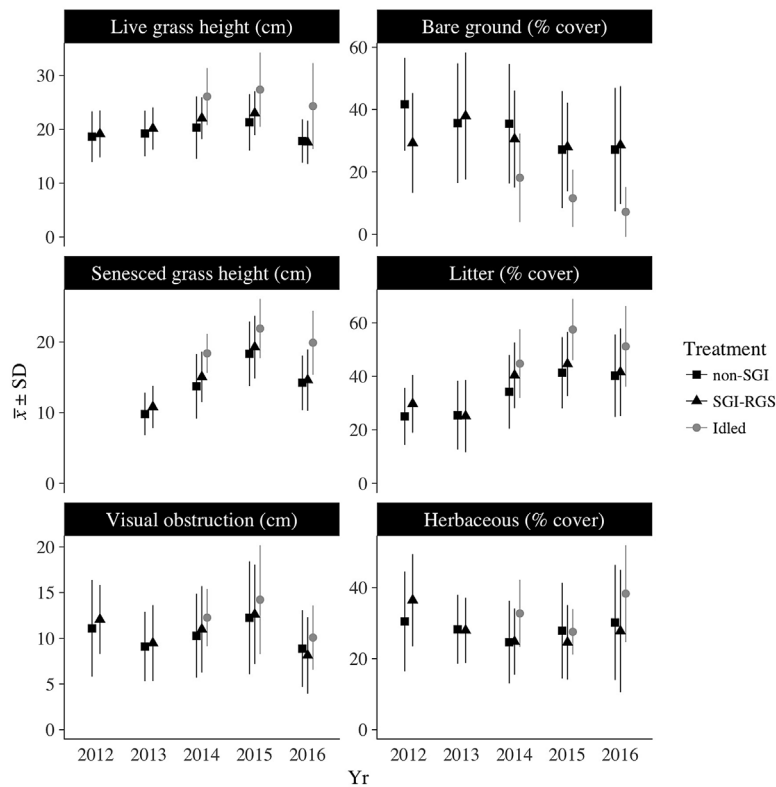 Live grass height (cm)
Bare ground (% cover)
30
20
10
0
60
40
20
0
Senesced grass height (cm)
Litter (% cover)
20
10
0
60
40
20
0
x̅ ± SD
Treatment
non-SGI
SGI-RGS
Idled
Visual obstruction (cm)
Herbaceous (% cover)
20
15
10
5
0
40
20
0
2012 2013 2014 2015 2016
2012 2013 2014 2015 2016
Yr